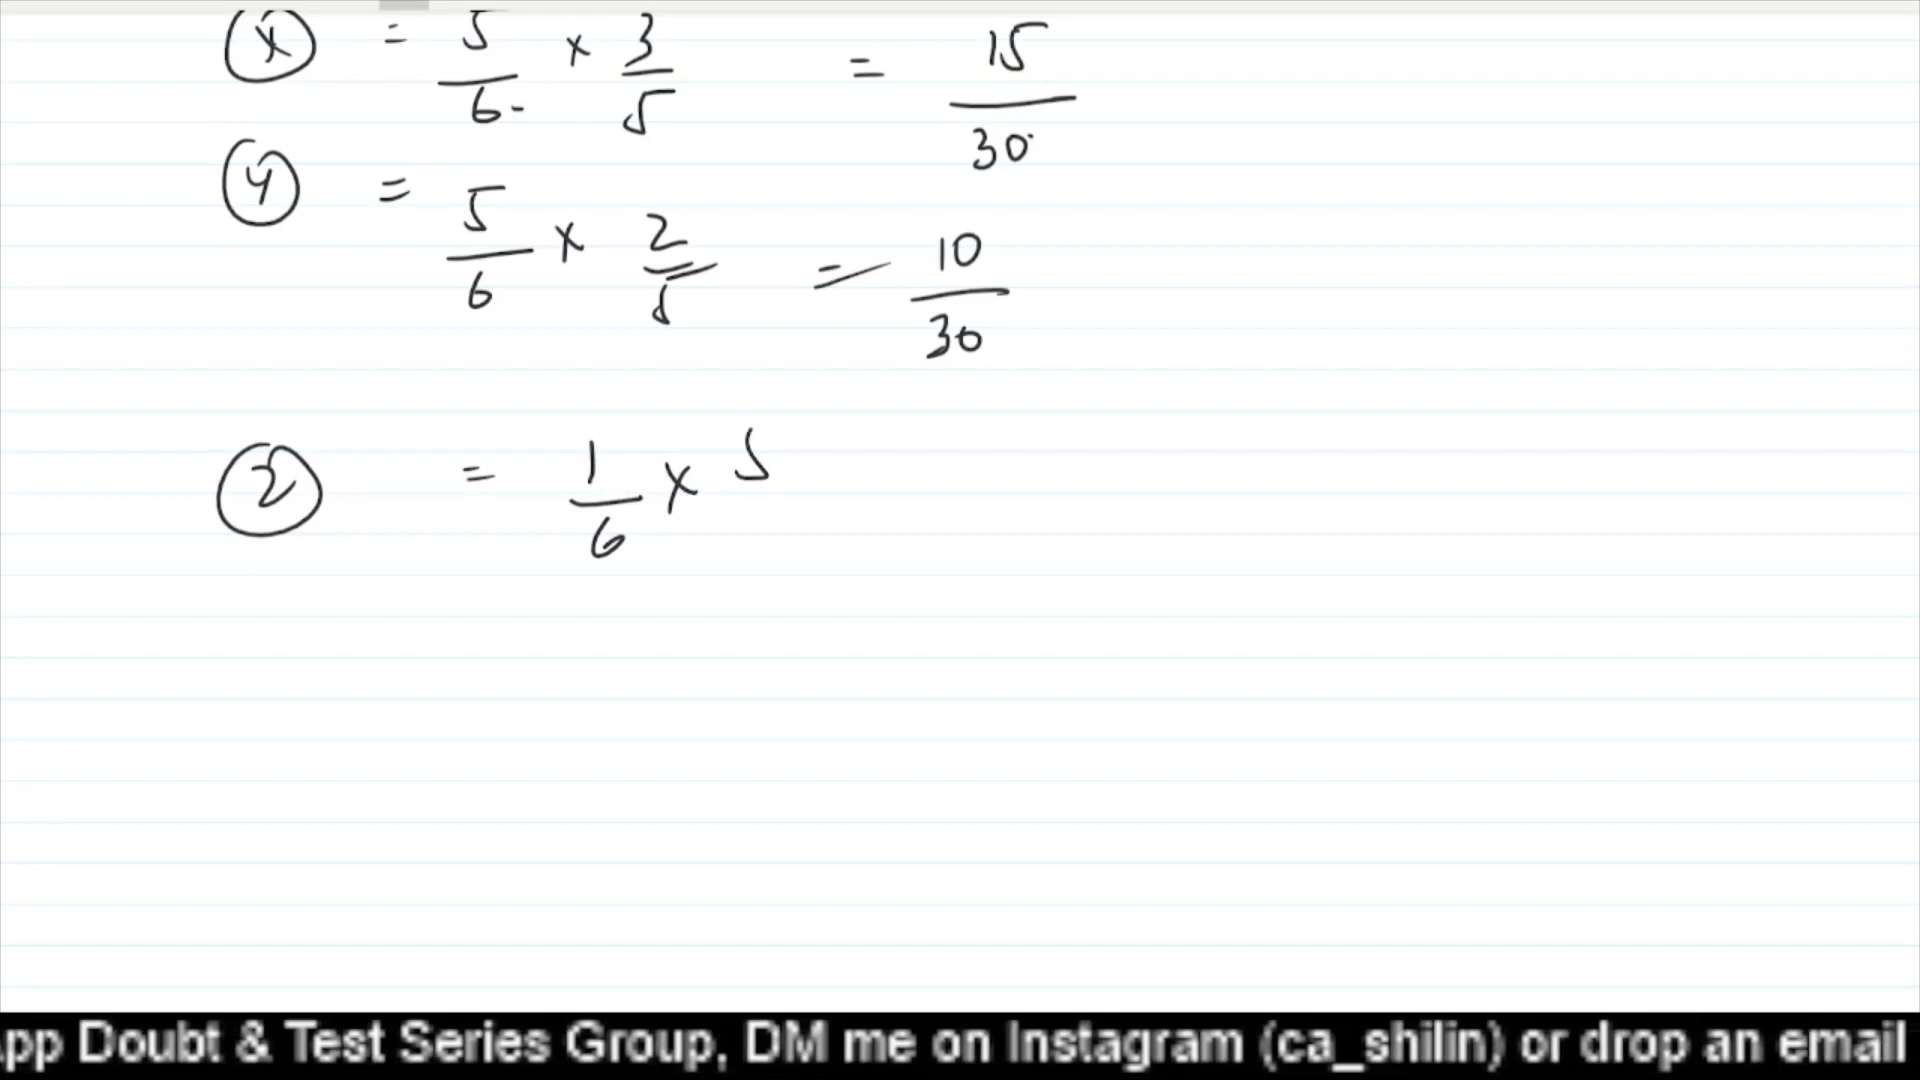 (X) = 5/6 × 3/5 = 15/30
(Y) = 5/6 × 2/5 = 10/30
(Z) = 1/6 × 5
pp Doubt & Test Series Group, DM me on Instagram (ca_shilin) or drop an email